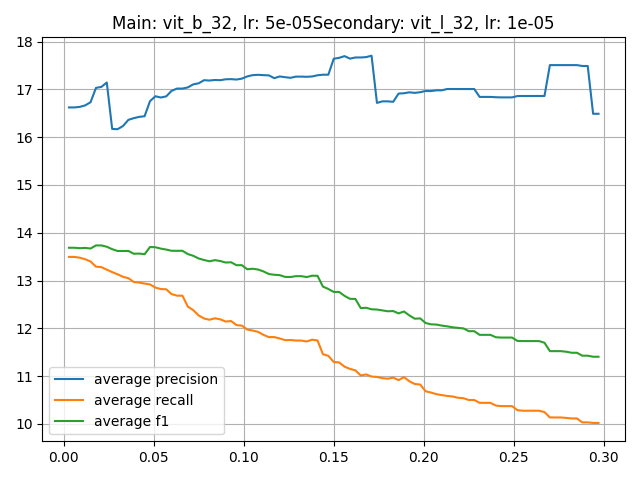 Main: vit_b_32, lr: 5e-05Secondary: vit_l_32, lr: 1e-05
18
17
16
15
14
13
12
11
10
average precision
average recall
average f1
0.00 0.05 0.10 0.15 0.20 0.25 0.30